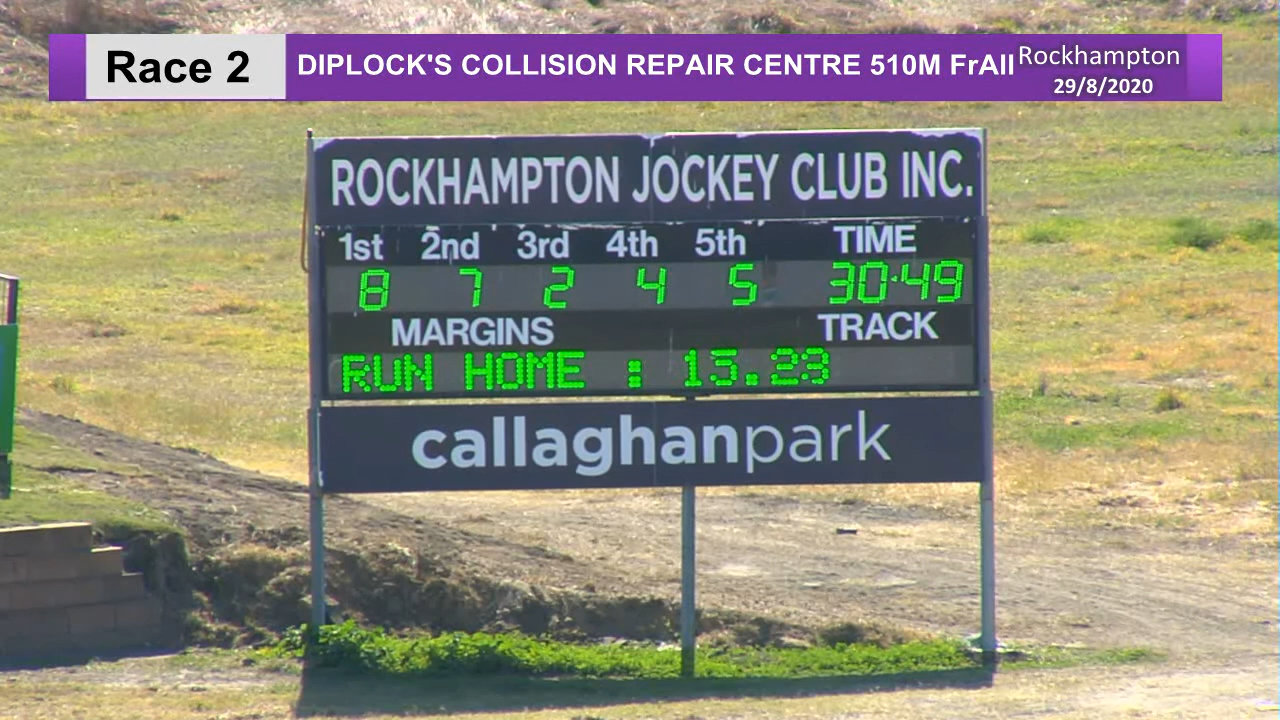 Race 2
DIPLOCK'S COLLISION REPAIR CENTRE 510M FrAll
Rockhampton
29/8/2020
ROCKHAMPTON JOCKEY CLUB INC.
1st 2nd 3rd 4th 5th TIME
8 7 2 4 5 30.49
MARGINS TRACK
RUN HOME : 13.23
callaghanpark